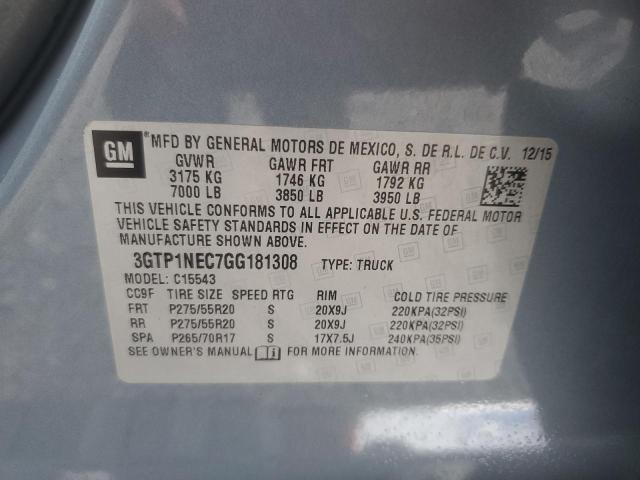 GM ® MFD BY GENERAL MOTORS DE MEXICO, S. DE R.L. DE C.V. 12/15
GVWR GAWR FRT GAWR RR
3175 KG 1746 KG 1792 KG
7000 LB 3850 LB 3950 LB
THIS VEHICLE CONFORMS TO ALL APPLICABLE U.S. FEDERAL MOTOR
VEHICLE SAFETY STANDARDS IN EFFECT ON THE DATE OF
MANUFACTURE SHOWN ABOVE.
3GTP1NEC7GG181308 TYPE: TRUCK
MODEL: C15543
CC9F TIRE SIZE SPEED RTG RIM COLD TIRE PRESSURE
FRT P275/55R20 S 20X9J 220KPA(32PSI)
RR P275/55R20 S 20X9J 220KPA(32PSI)
SPA P265/70R17 S 17X7.5J 240KPA(35PSI)
SEE OWNER'S MANUAL FOR MORE INFORMATION.